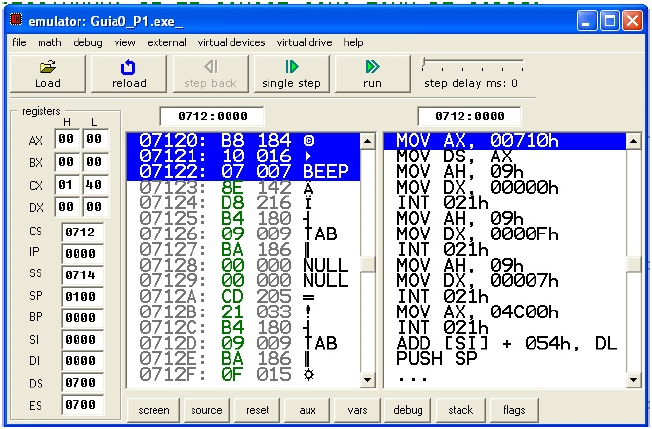 emulator: Guia0_P1.exe_
file math debug view external virtual devices virtual drive help
Load reload step back single step run step delay ms: 0
registers
H L
AX 00 00
BX 00 00
CX 01 40
DX 00 00
CS 0712
IP 0000
SS 0714
SP 0100
BP 0000
SI 0000
DI 0000
DS 0700
ES 0700
0712:0000
07120: B8 184 ◘
07121: 10 016 ►
07122: 07 007 BEEP
07123: 8E 142 Ä
07124: D8 216 Ï
07125: B4 180 ┤
07126: 09 009 TAB
07127: BA 186 ║
07128: 00 000 NULL
07129: 00 000 NULL
0712A: CD 205 =
0712B: 21 033 !
0712C: B4 180 ┤
0712D: 09 009 TAB
0712E: BA 186 ║
0712F: 0F 015 ☼
0712:0000
MOV AX, 00710h
MOV DS, AX
MOV AH, 09h
MOV DX, 00000h
INT 021h
MOV AH, 09h
MOV DX, 0000Fh
INT 021h
MOV AH, 09h
MOV DX, 00007h
INT 021h
MOV AX, 04C00h
INT 021h
ADD [SI] + 054h, DL
PUSH SP
...
screen source reset aux vars debug stack flags